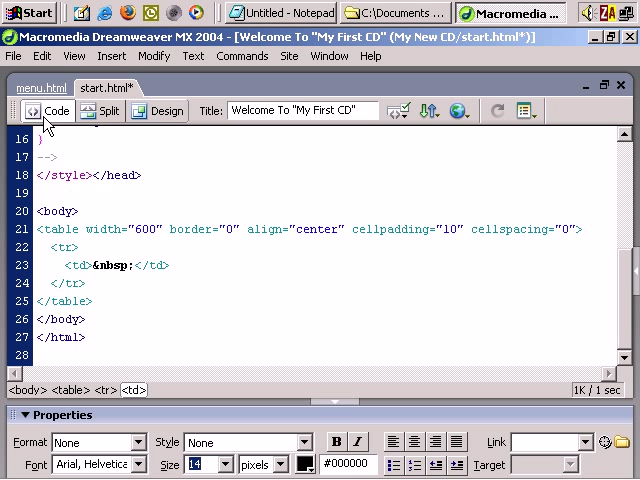 Start Untitled - Notepad C:\Documents ... Macromedia ...
Macromedia Dreamweaver MX 2004 - [Welcome To "My First CD" (My New CD/start.html*)]
File Edit View Insert Modify Text Commands Site Window Help
menu.html start.html*
Code Split Design Title: Welcome To "My First CD"
16 }
17 -->
18 </style></head>
19
20 <body>
21 <table width="600" border="0" align="center" cellpadding="10" cellspacing="0">
22 <tr>
23 <td>&nbsp;</td>
24 </tr>
25 </table>
26 </body>
27 </html>
28
<body> <table> <tr> <td> 1K / 1 sec
Properties
Format None Style None B I Link
Font Arial, Helvetica Size 14 pixels #000000 Target